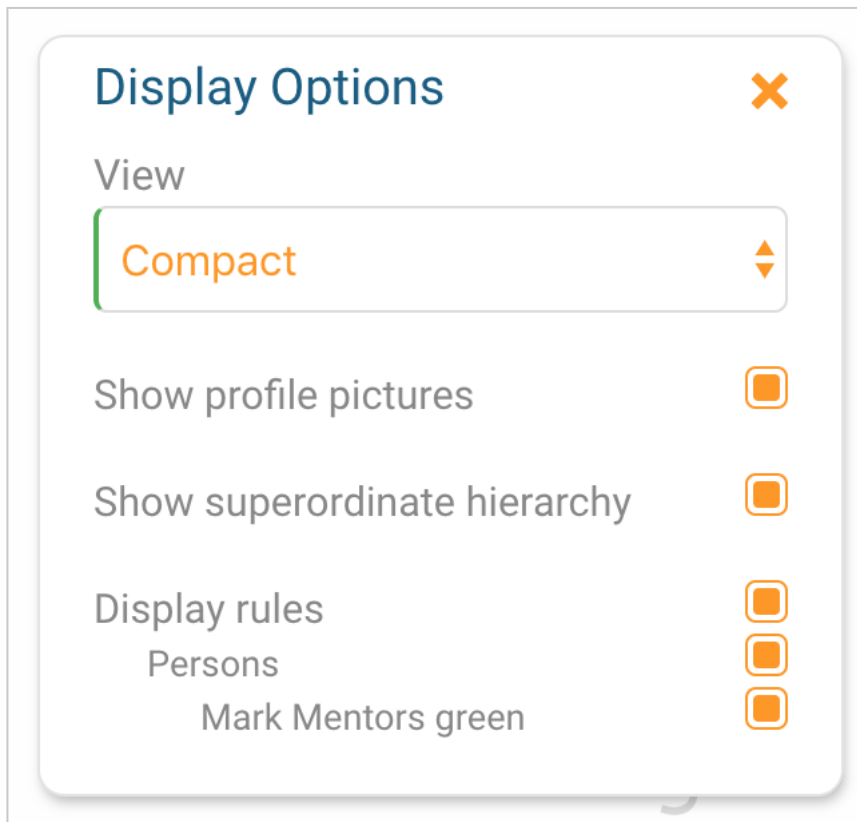 Display Options
View
Compact
Show profile pictures
Show superordinate hierarchy
Display rules
Persons
Mark Mentors green